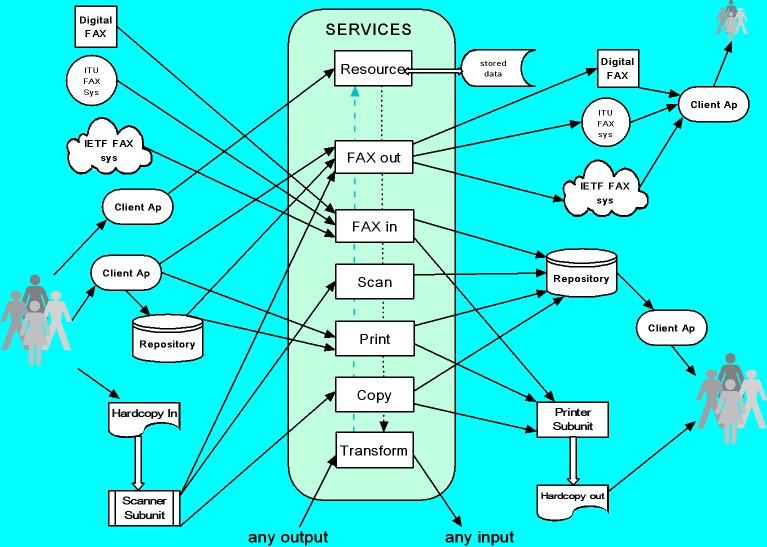 SERVICES
Digital
FAX
ITU
FAX
Sys
IETF FAX
sys
Client Ap
Client Ap
Repository
Hardcopy In
Scanner
Subunit
Resource
FAX out
FAX in
Scan
Print
Copy
Transform
any output
any input
stored
data
Digital
FAX
ITU
FAX
sys
IETF FAX
sys
Client Ap
Repository
Client Ap
Printer
Subunit
Hardcopy out